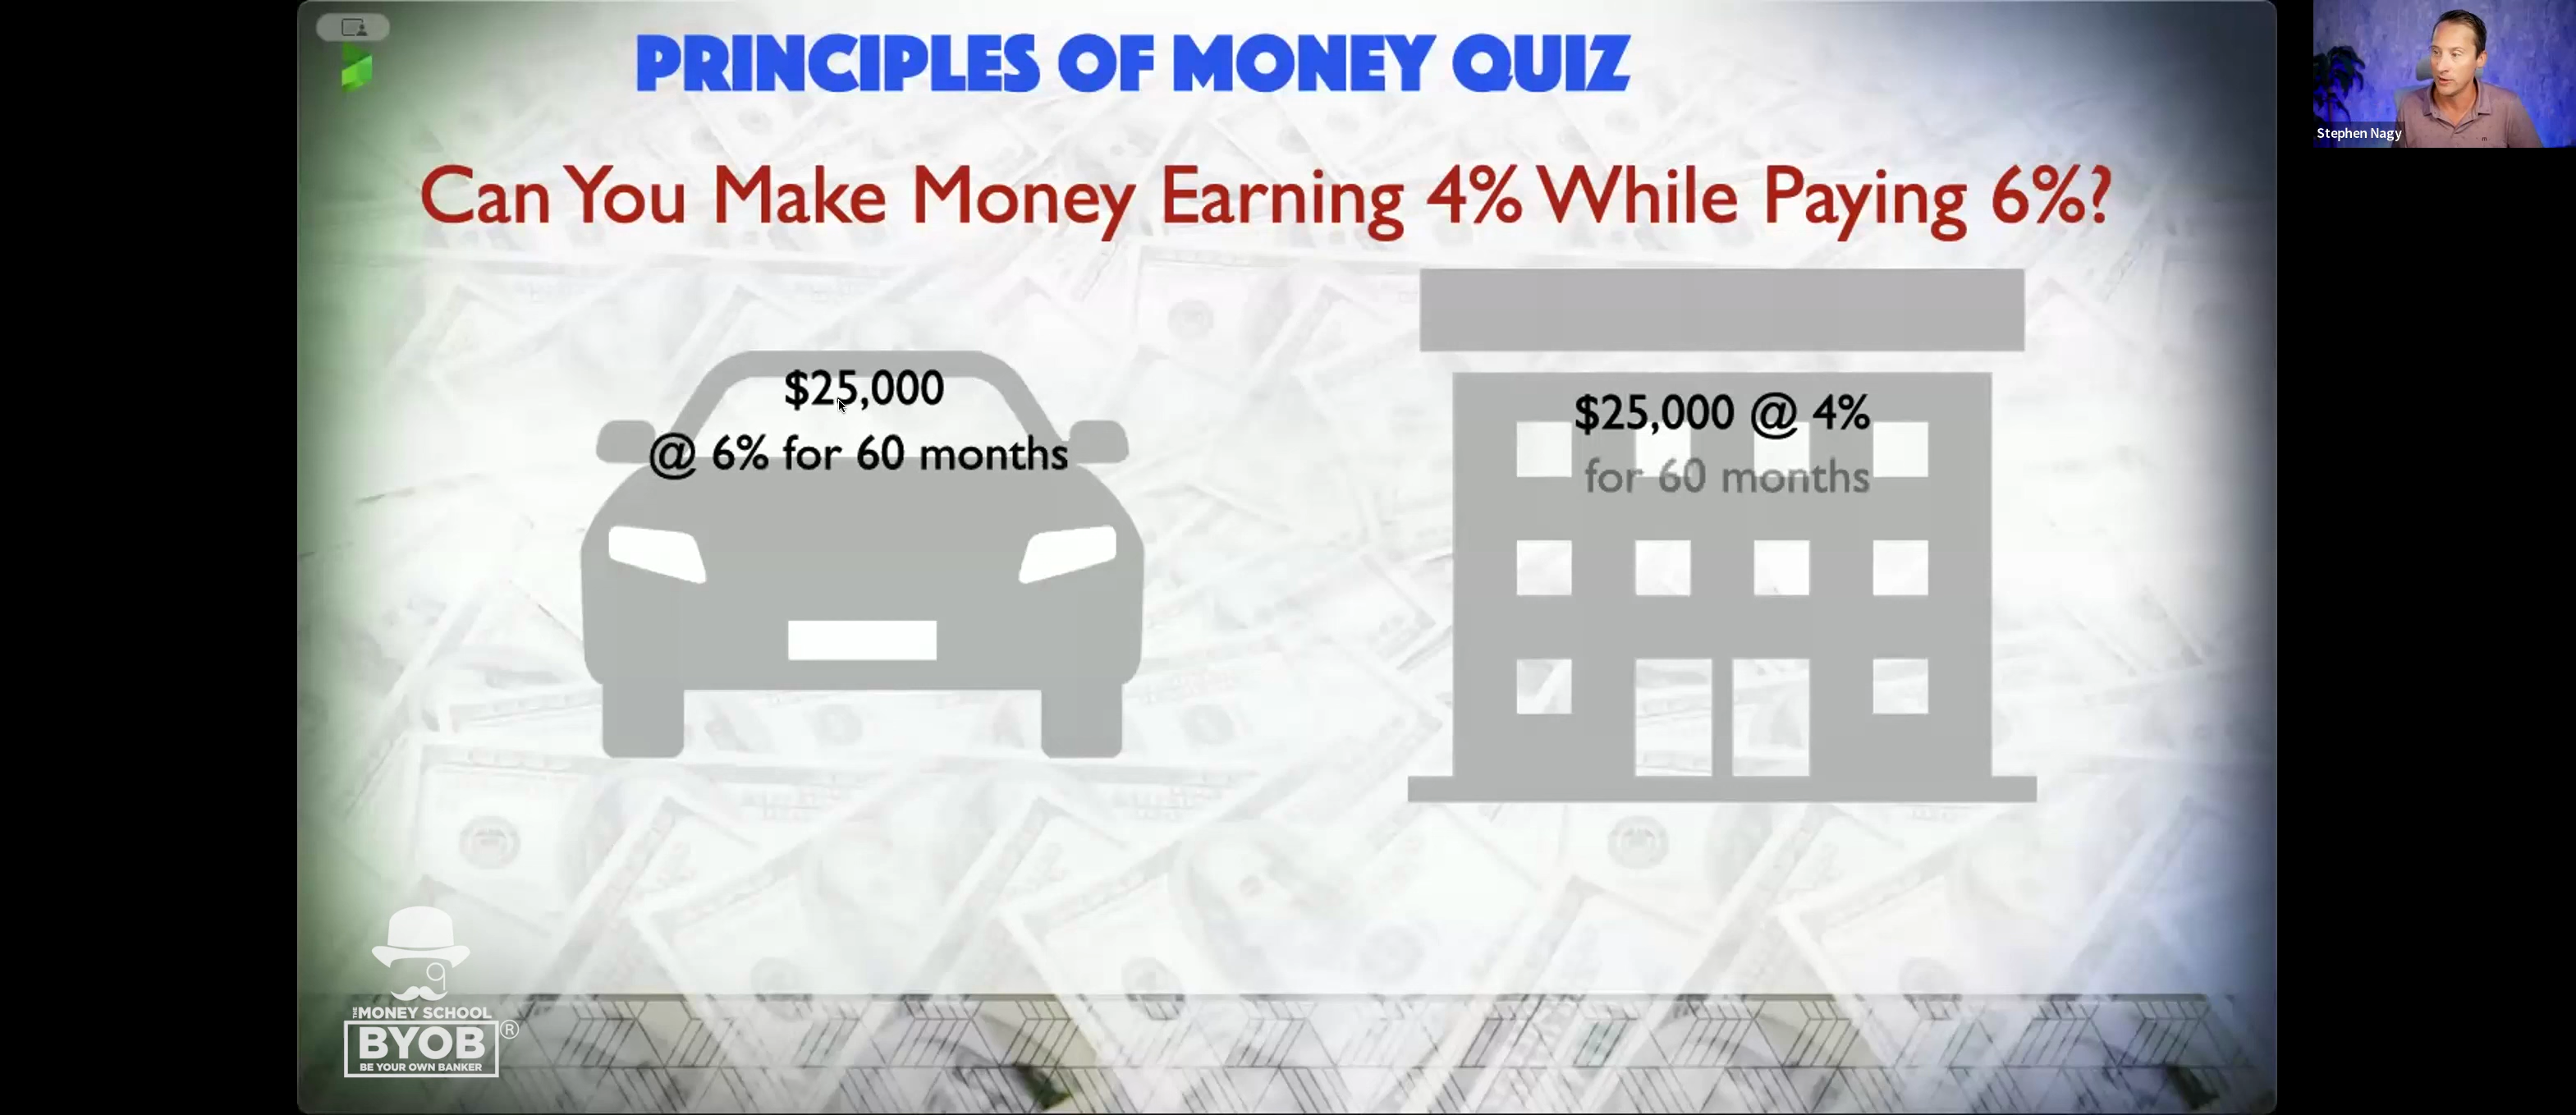 PRINCIPLES OF MONEY QUIZ
Stephen Nagy
Can You Make Money Earning 4% While Paying 6%?
$25,000
@ 6% for 60 months
$25,000 @ 4%
for 60 months
THE MONEY SCHOOL
BYOB ®
BE YOUR OWN BANKER